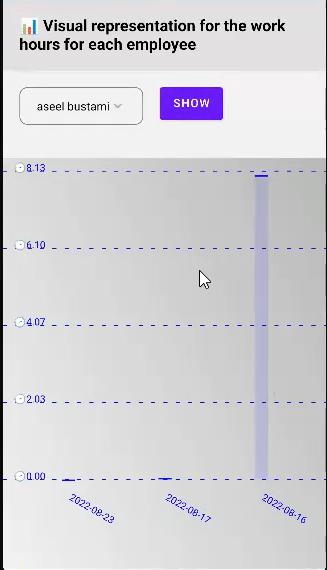 📊 Visual representation for the work
hours for each employee
aseel bustami
SHOW
🕑8.13
🕑6.10
🕑4.07
🕑2.03
🕑0.00
2022-08-23
2022-08-17
2022-08-16